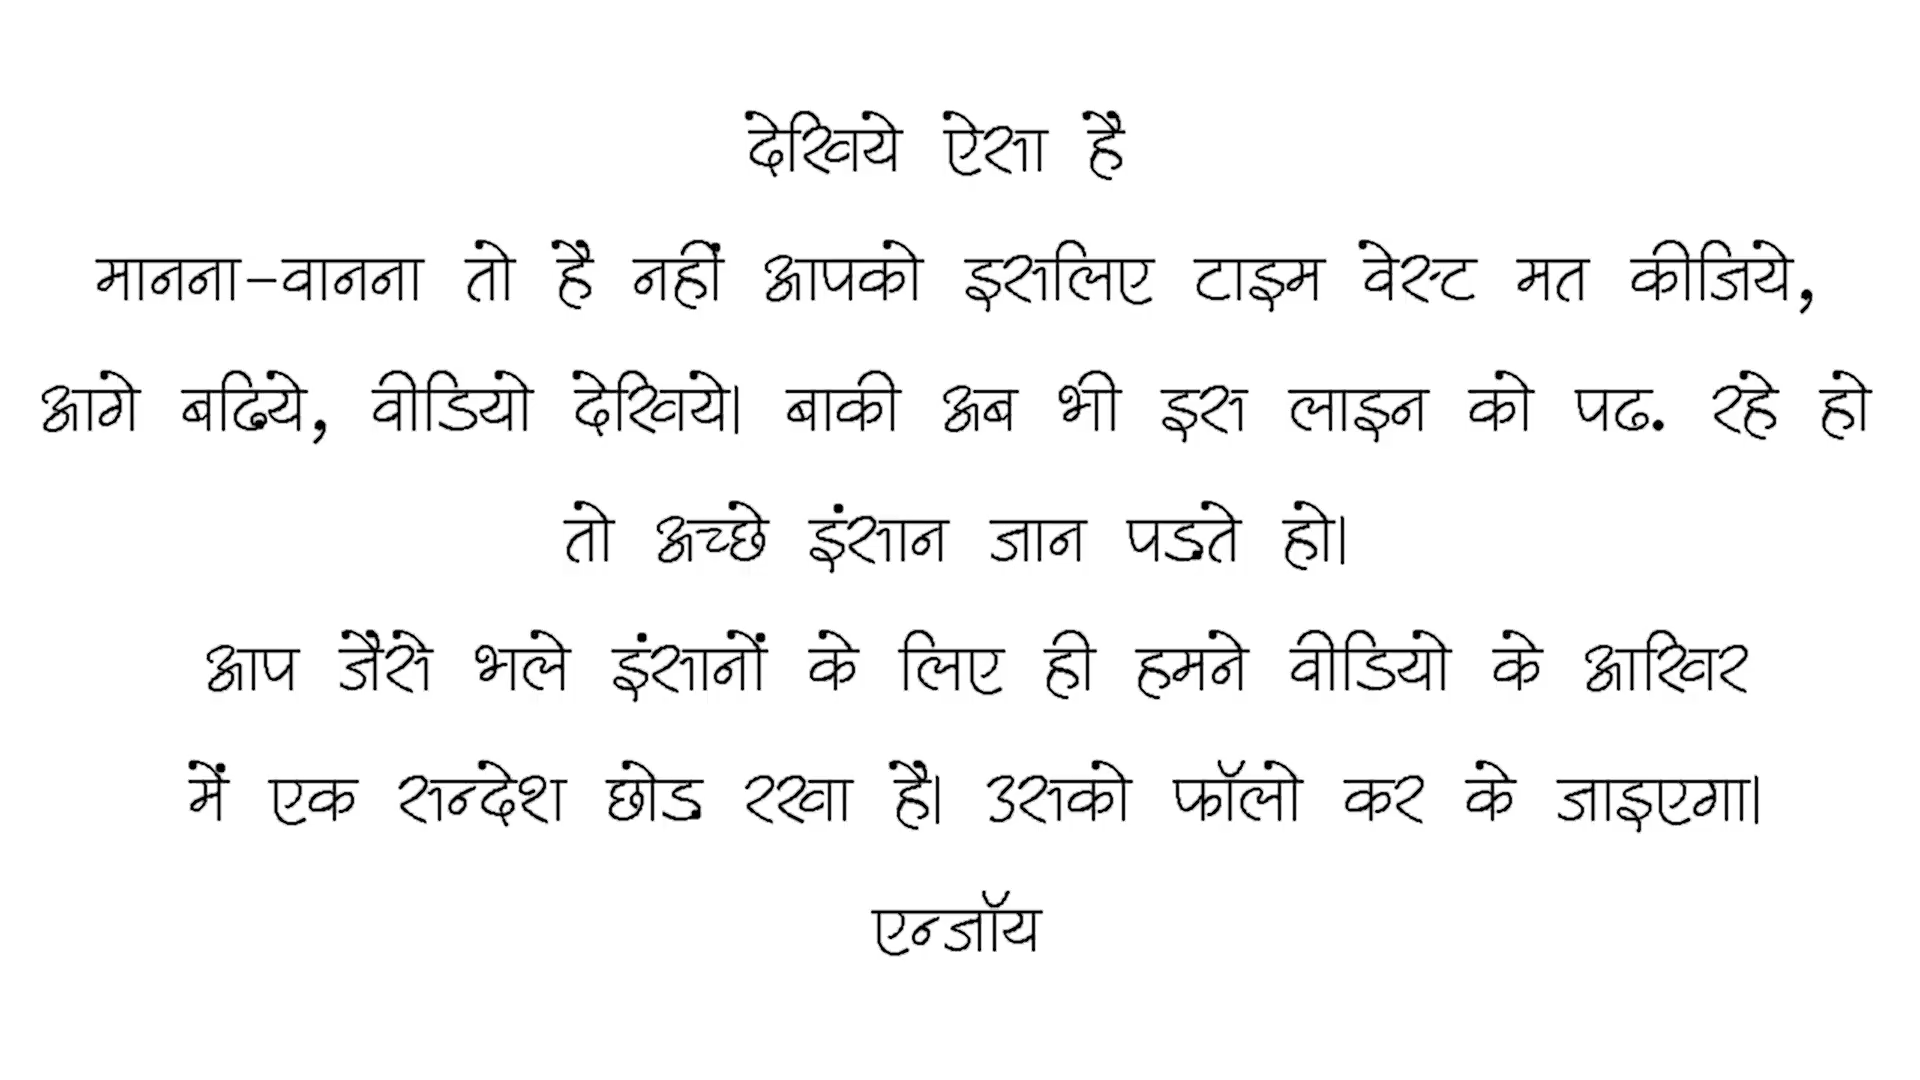 देखिये ऐसा है
मानना-वानना तो है नहीं आपको इसलिए टाइम वेस्ट मत कीजिये,
आगे बढिये, वीडियो देखिये। बाकी अब भी इस लाइन को पढ. रहे हो
तो अच्छे इंसान जान पड़ते हो।
आप जैसे भले इंसानों के लिए ही हमने वीडियो के आखिर
में एक सन्देश छोड़ रखा है। उसको फॉलो कर के जाइएगा।
एन्जॉय